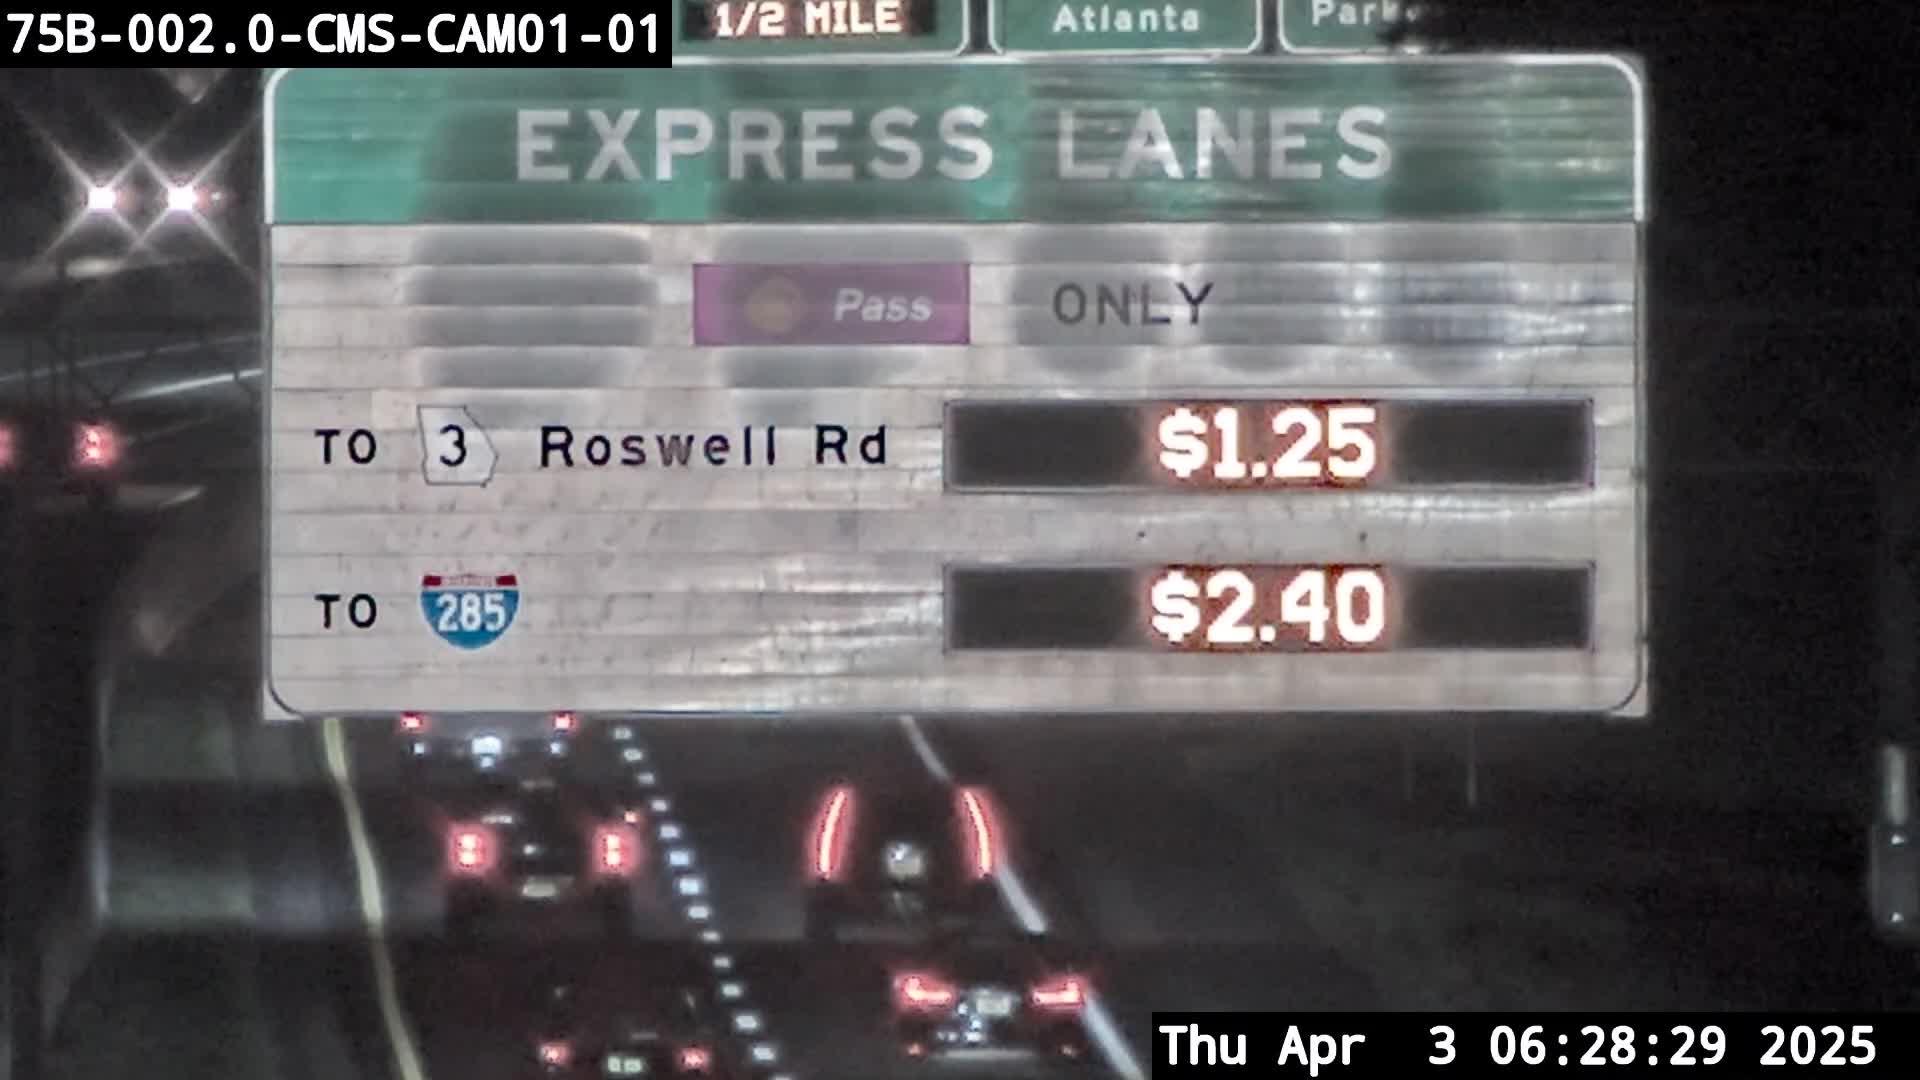 75B-002.0-CMS-CAM01-01
1/2 MILE
Atlanta
EXPRESS LANES
Pass ONLY
TO 3 Roswell Rd $1.25
TO 285 $2.40
Thu Apr 3 06:28:29 2025